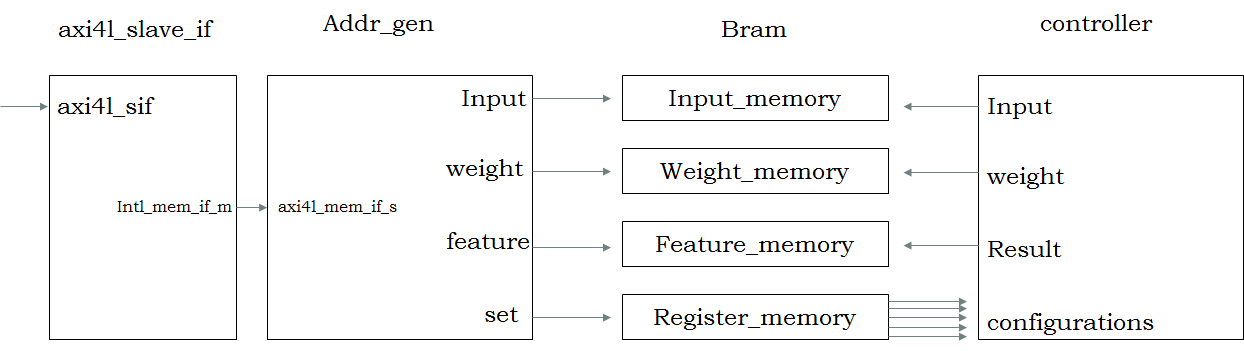 axi4l_slave_if
Addr_gen
Bram
controller
axi4l_sif
Intl_mem_if_m
axi4l_mem_if_s
Input
weight
feature
set
Input_memory
Weight_memory
Feature_memory
Register_memory
Input
weight
Result
configurations